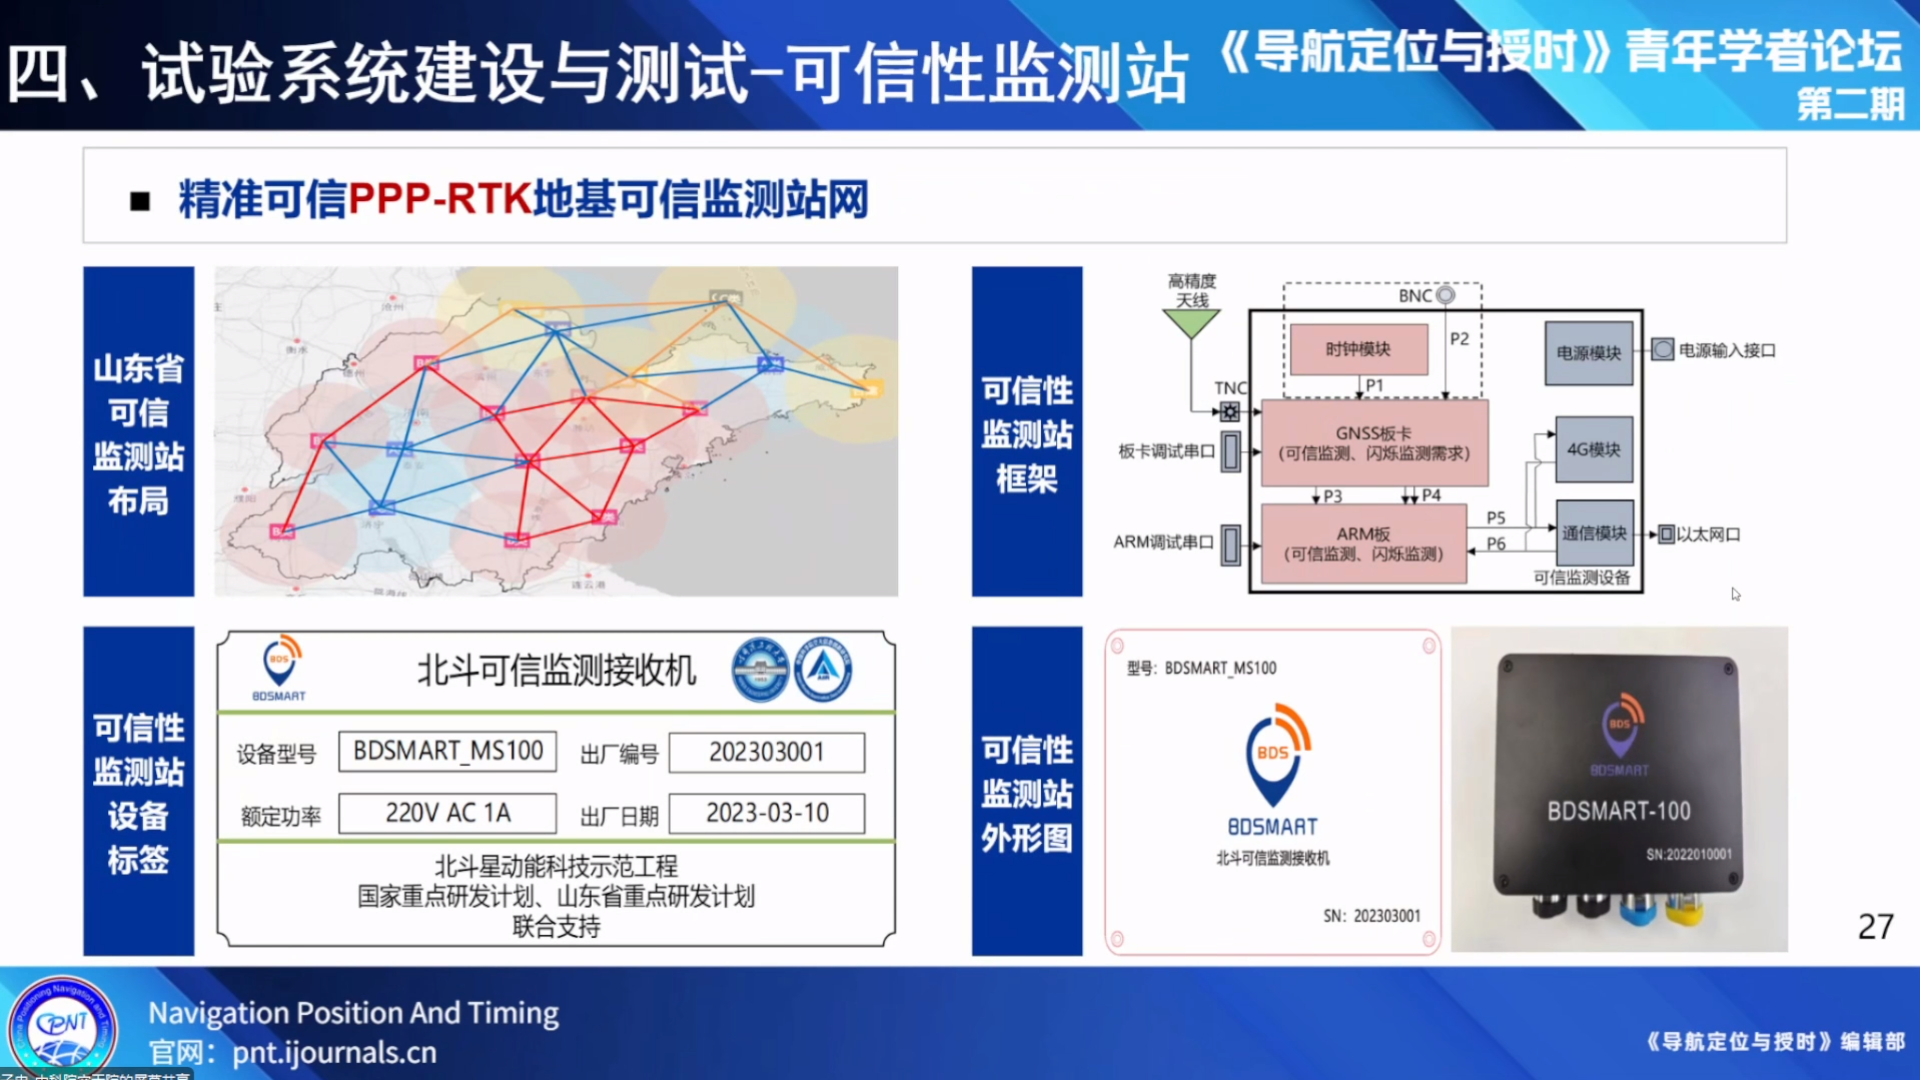 四、试验系统建设与测试-可信性监测站
《导航定位与授时》青年学者论坛
第二期
■ 精准可信PPP-RTK地基可信监测站网
山东省
可信
监测站
布局
可信性
监测站
框架
高精度
天线
BNC
时钟模块
P2
电源模块
电源输入接口
P1
TNC
GNSS板卡
(可信监测、闪烁监测需求)
板卡调试串口
4G模块
P3
P4
ARM板
(可信监测、闪烁监测)
ARM调试串口
P5
P6
通信模块
以太网口
可信监测设备
可信性
监测站
设备
标签
BDS
BDSMART
北斗可信监测接收机
设备型号
BDSMART_MS100
出厂编号
202303001
额定功率
220V AC 1A
出厂日期
2023-03-10
北斗星动能科技示范工程
国家重点研发计划、山东省重点研发计划
联合支持
可信性
监测站
外形图
型号：BDSMART_MS100
BDS
BDSMART
北斗可信监测接收机
SN：202303001
BDS
BDSMART
BDSMART-100
SN:2022010001
27
CPNT
Navigation Position And Timing
官网：pnt.ijournals.cn
《导航定位与授时》编辑部